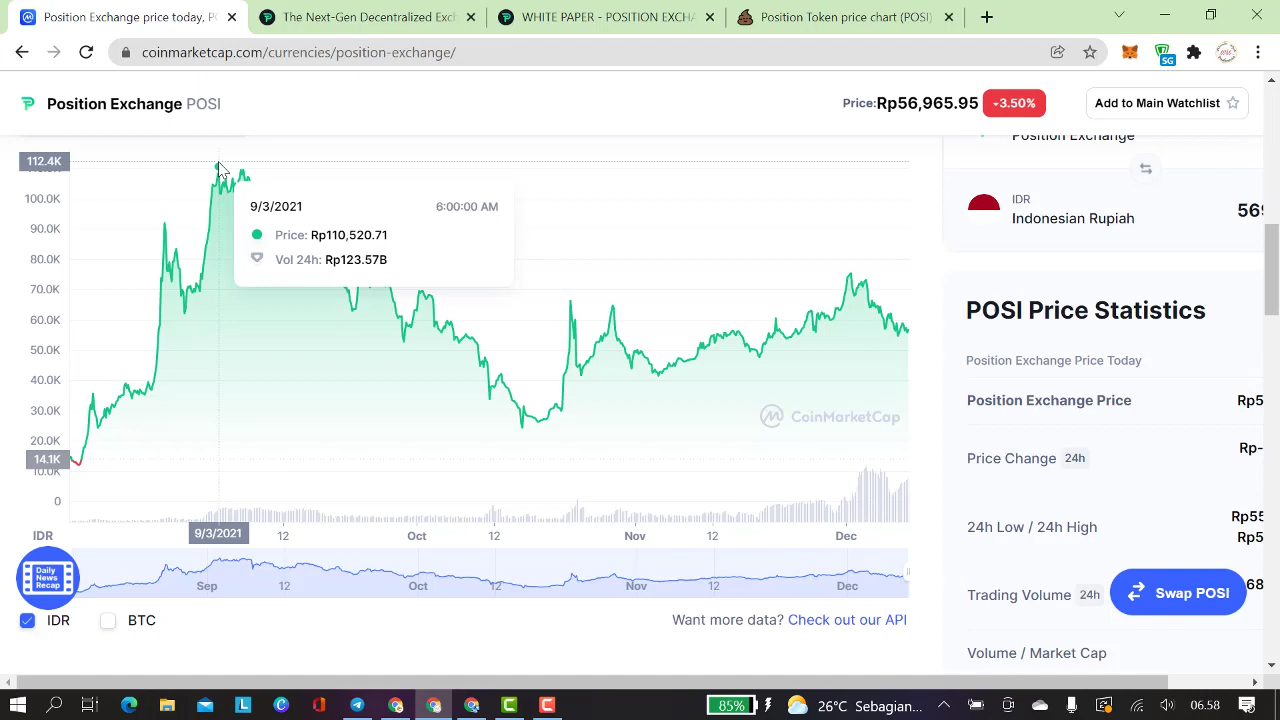 Position Exchange price today, P
The Next-Gen Decentralized Exc
WHITE PAPER - POSITION EXCHAN
Position Token price chart (POSI)
coinmarketcap.com/currencies/position-exchange/
SG
Position Exchange POSI
Price:Rp56,965.95
3.50%
Add to Main Watchlist
Position Exchange
112.4K
100.0K
90.0K
80.0K
70.0K
60.0K
50.0K
40.0K
30.0K
20.0K
14.1K
10.0K
0
9/3/2021 6:00:00 AM
Price: Rp110,520.71
Vol 24h: Rp123.57B
CoinMarketCap
IDR
9/3/2021
12
Oct
12
Nov
12
Dec
Sep
12
Oct
12
Nov
12
Dec
Daily
News
Recap
IDR
BTC
Want more data? Check out our API
IDR
Indonesian Rupiah
569
POSI Price Statistics
Position Exchange Price Today
Position Exchange Price
Rp5
Price Change 24h
Rp-
24h Low / 24h High
Rp55
Rp5
Trading Volume 24h
68
Swap POSI
Volume / Market Cap
85%
26°C Sebagian...
06.58